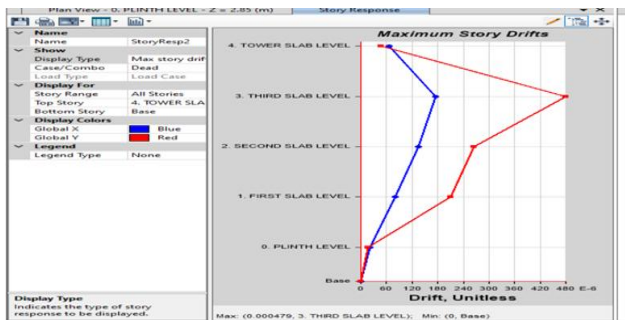 Plan View - 0. PLINTH LEVEL - Z = 2.85 (m)
Story Response
Name
Name StoryResp2
Show
Display Type Max story drif
Case/Combo Dead
Load Type Load Case
Display For
Story Range All Stories
Top Story 4. TOWER SLA
Bottom Story Base
Display Colors
Global X Blue
Global Y Red
Legend
Legend Type None
Display Type
Indicates the type of story
response to be displayed.
Maximum Story Drifts
4. TOWER SLAB LEVEL
3. THIRD SLAB LEVEL
2. SECOND SLAB LEVEL
1. FIRST SLAB LEVEL
0. PLINTH LEVEL
Base
0 60 120 180 240 300 360 420 480 E-6
Drift, Unitless
Max: (0.000479, 3. THIRD SLAB LEVEL); Min: (0, Base)